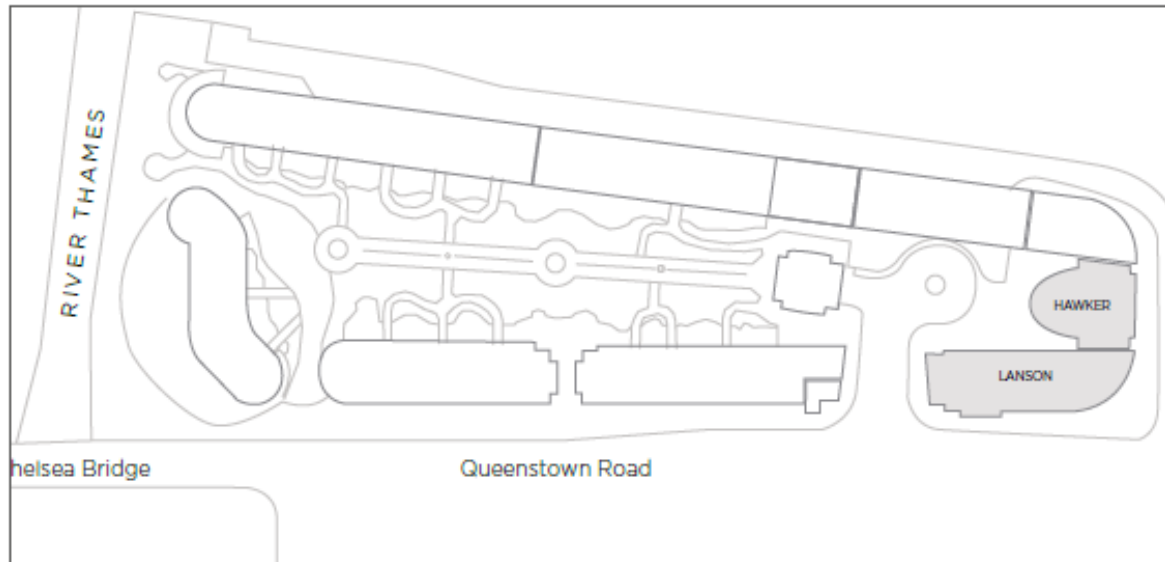 RIVER THAMES
HAWKER
LANSON
helsea Bridge
Queenstown Road